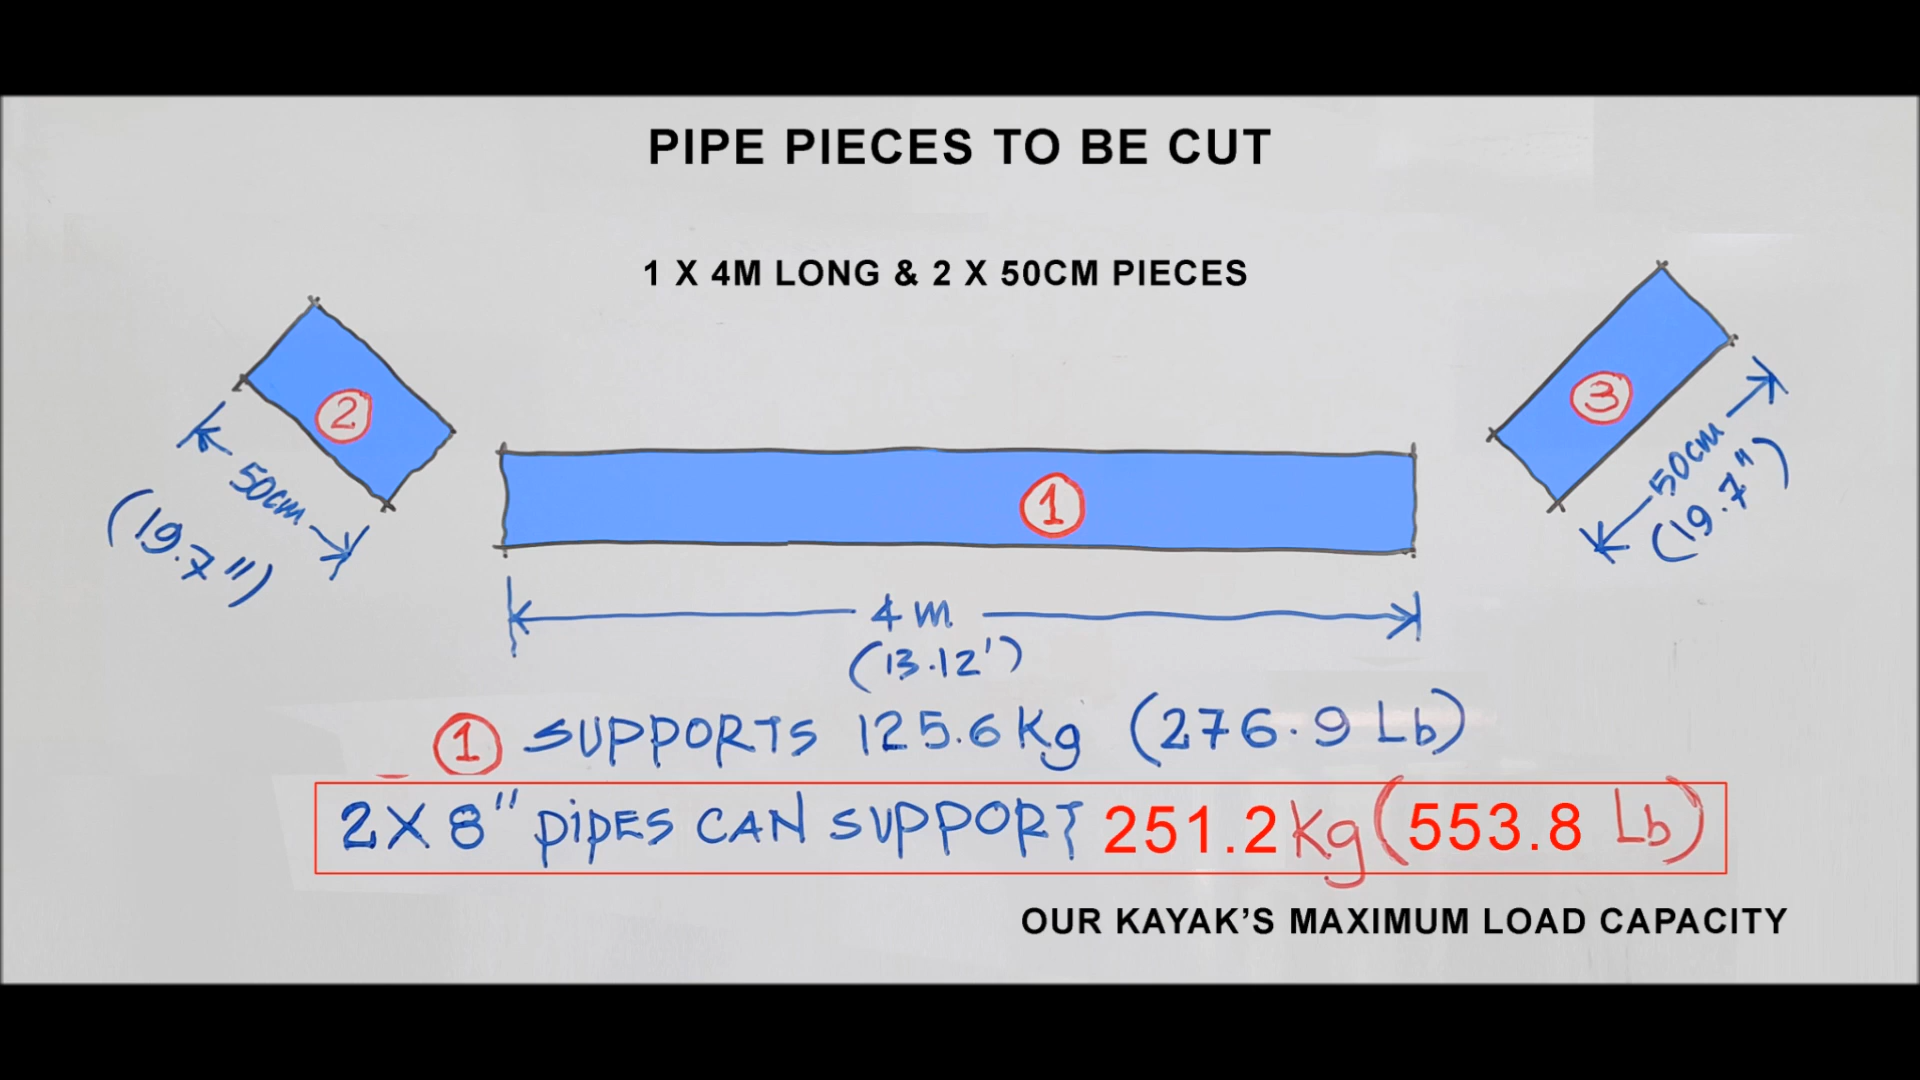 PIPE PIECES TO BE CUT
1 X 4M LONG & 2 X 50CM PIECES
2
50cm
(19.7")
1
4 m
(13.12')
3
50cm
(19.7")
1 SUPPORTS 125.6 Kg (276.9 Lb)
2X 8" PIPES CAN SUPPORT 251.2 Kg (553.8 Lb)
OUR KAYAK’S MAXIMUM LOAD CAPACITY